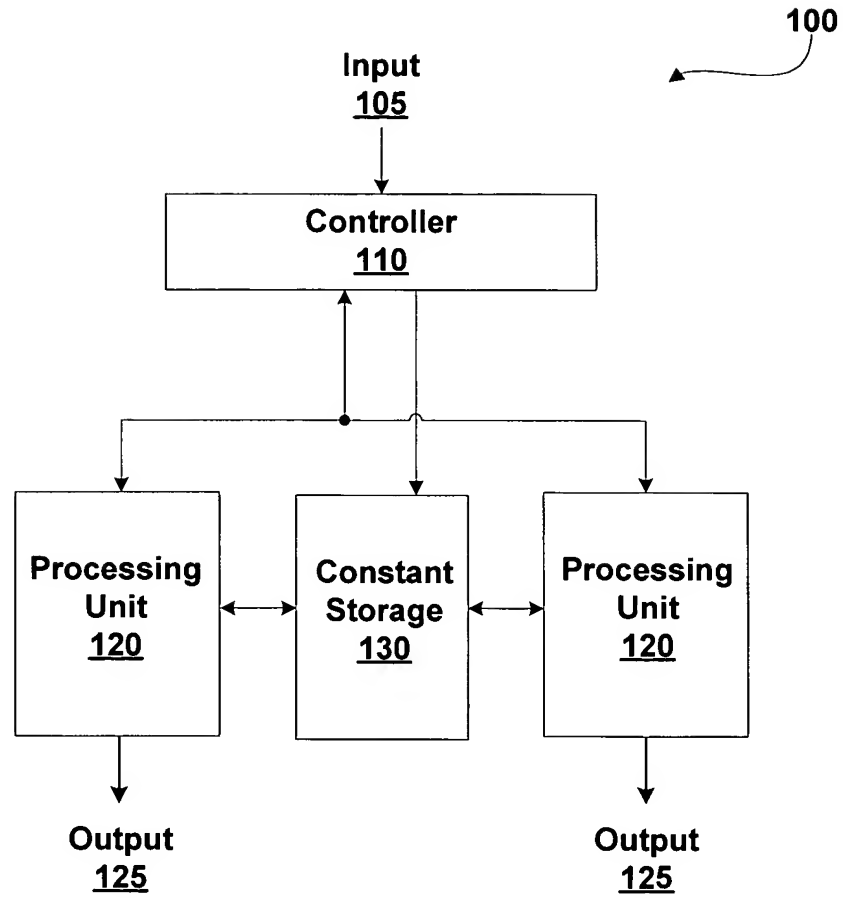 100
Input
105
Controller
110
Processing
Unit
120
Constant
Storage
130
Processing
Unit
120
Output
125
Output
125